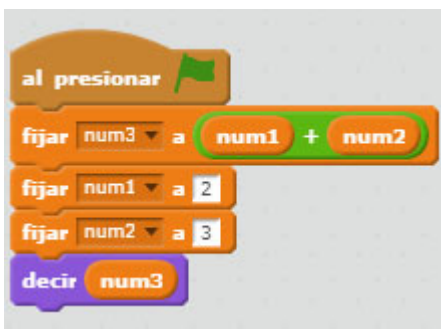 al presionar
fijar num3 a num1 + num2
fijar num1 a 2
fijar num2 a 3
decir num3